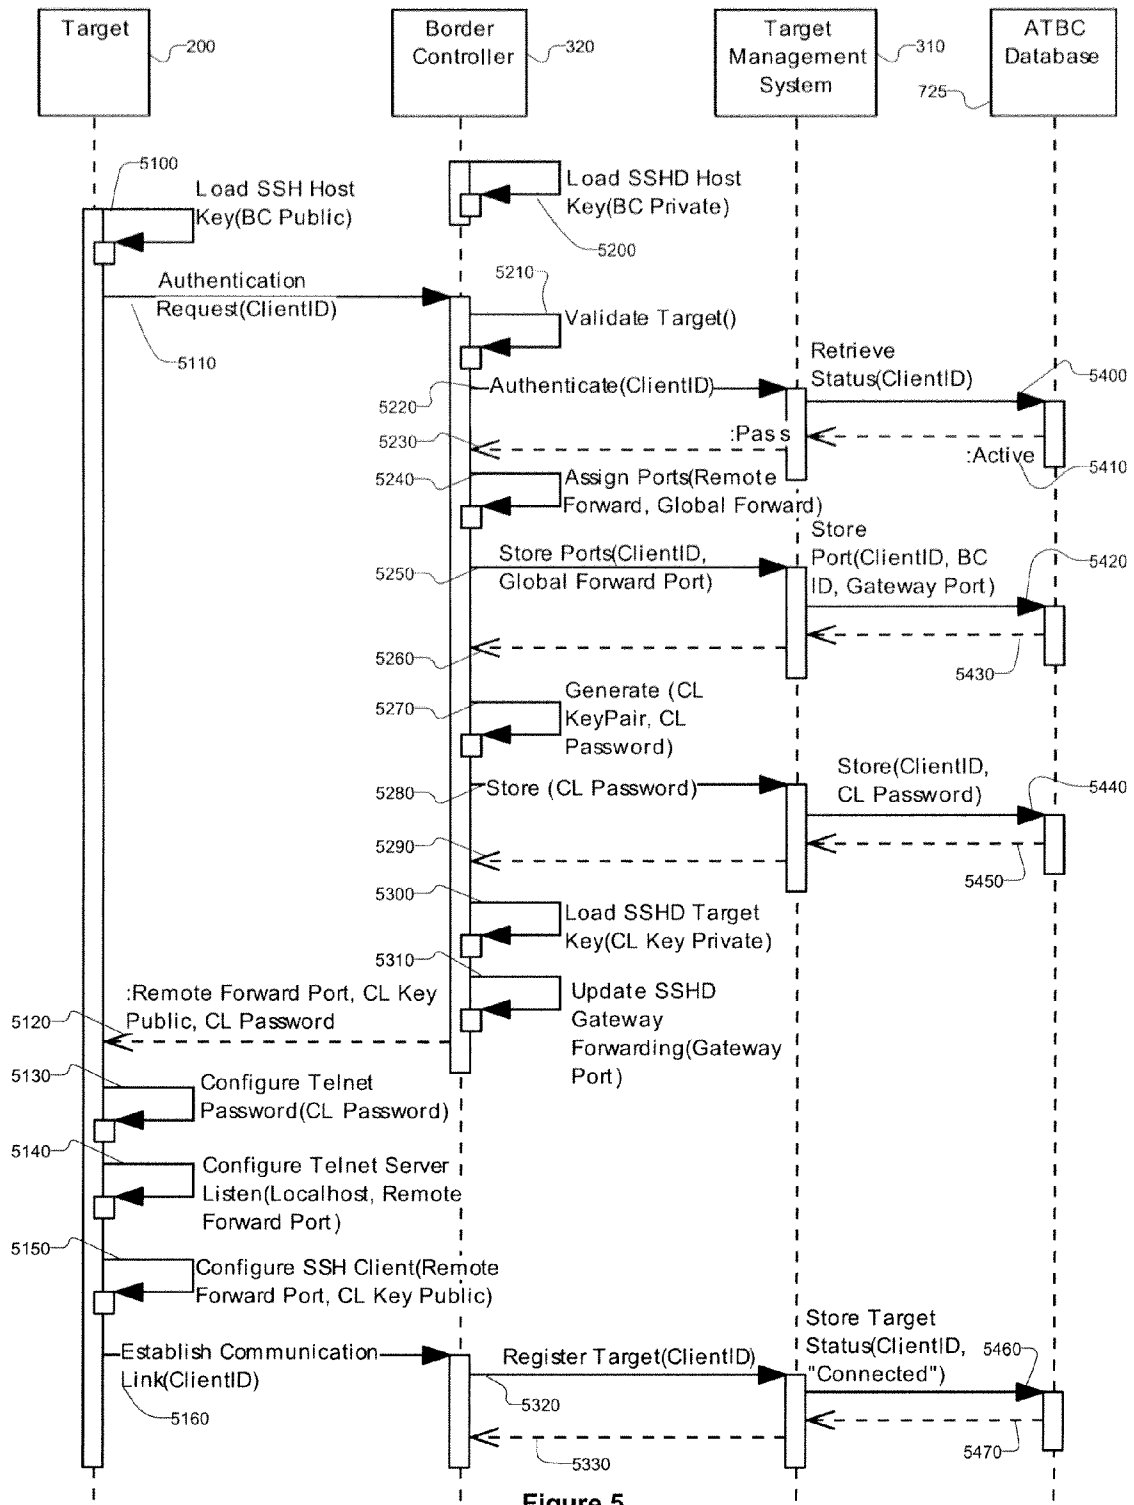 Target
200
Border
Controller
320
Target
Management
System
310
ATBC
Database
725
5100
Load SSH Host
Key(BC Public)
Load SSHD Host
Key(BC Private)
5200
Authentication
Request(ClientID)
5110
5210
Validate Target()
Retrieve
Status(ClientID)
5400
Authenticate(ClientID)
5220
:Pass
5230
:Active
5410
5240
Assign Ports(Remote
Forward, Global Forward)
Store
Port(ClientID, BC
ID, Gateway Port)
5420
Store Ports(ClientID,
Global Forward Port)
5250
5260
5430
5270
Generate (CL
KeyPair, CL
Password)
Store(ClientID,
CL Password)
5440
5280
Store (CL Password)
5290
5450
5300
Load SSHD Target
Key(CL Key Private)
5310
Update SSHD
Gateway
Forwarding(Gateway
Port)
:Remote Forward Port, CL Key
Public, CL Password
5120
5130
Configure Telnet
Password(CL Password)
5140
Configure Telnet Server
Listen(Localhost, Remote
Forward Port)
5150
Configure SSH Client(Remote
Forward Port, CL Key Public)
Establish Communication
Link(ClientID)
5160
Register Target(ClientID)
5320
Store Target
Status(ClientID,
"Connected")
5460
5330
5470
Figure 5